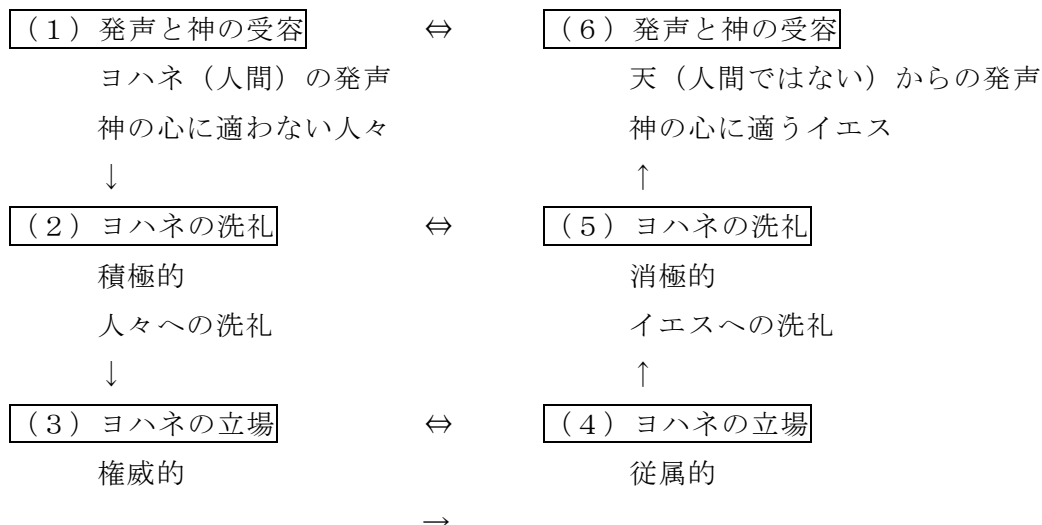 (1)発声と神の受容 ⇔ (6)発声と神の受容
ヨハネ(人間)の発声 天(人間ではない)からの発声
神の心に適わない人々 神の心に適うイエス
↓ ↑
(2)ヨハネの洗礼 ⇔ (5)ヨハネの洗礼
積極的 消極的
人々への洗礼 イエスへの洗礼
↓ ↑
(3)ヨハネの立場 ⇔ (4)ヨハネの立場
権威的 従属的
→